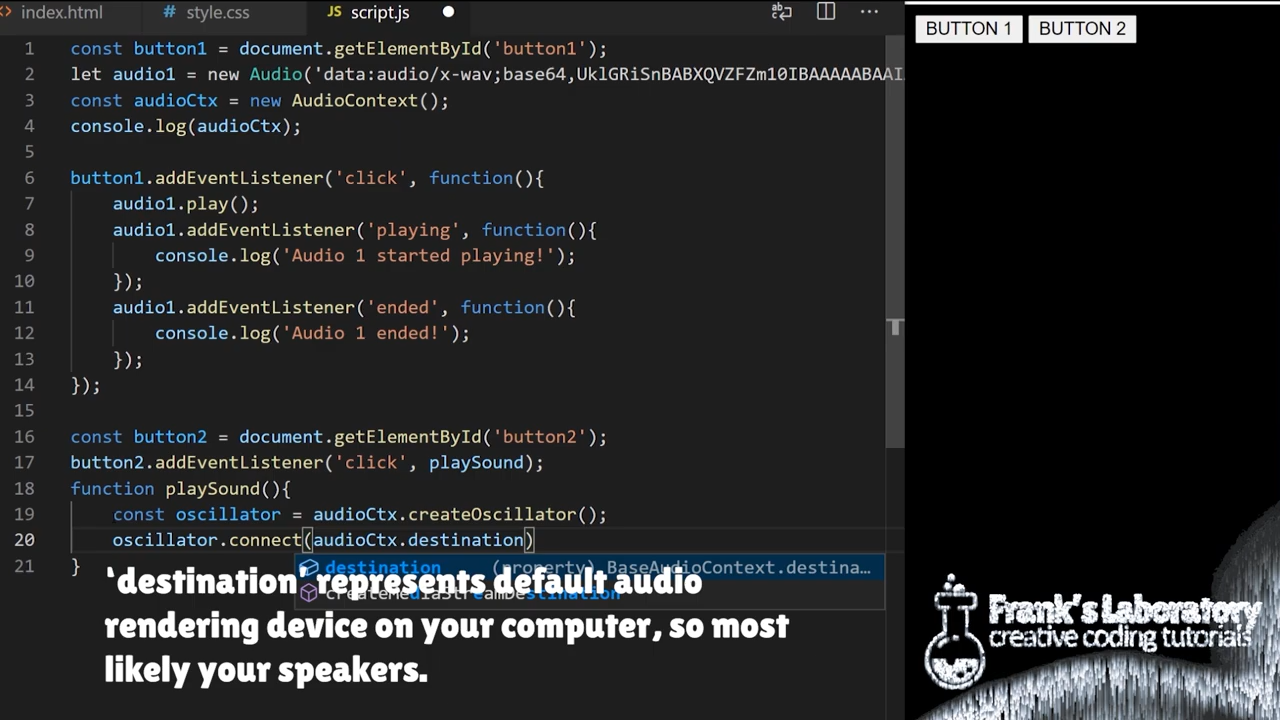 index.html
# style.css
JS script.js
BUTTON 1 BUTTON 2
1 const button1 = document.getElementById('button1');
2 let audio1 = new Audio('data:audio/x-wav;base64,UklGRiSnBABXQVZFZm10IBAAAAABAAI
3 const audioCtx = new AudioContext();
4 console.log(audioCtx);
5
6 button1.addEventListener('click', function(){
7 audio1.play();
8 audio1.addEventListener('playing', function(){
9 console.log('Audio 1 started playing!');
10 });
11 audio1.addEventListener('ended', function(){
12 console.log('Audio 1 ended!');
13 });
14 });
15
16 const button2 = document.getElementById('button2');
17 button2.addEventListener('click', playSound);
18 function playSound(){
19 const oscillator = audioCtx.createOscillator();
20 oscillator.connect(audioCtx.destination)
21 }
destination (property) BaseAudioContext.destina...
createMediaStreamDestination
'destination' represents default audio
rendering device on your computer, so most
likely your speakers.
Frank's Laboratory
creative coding tutorials